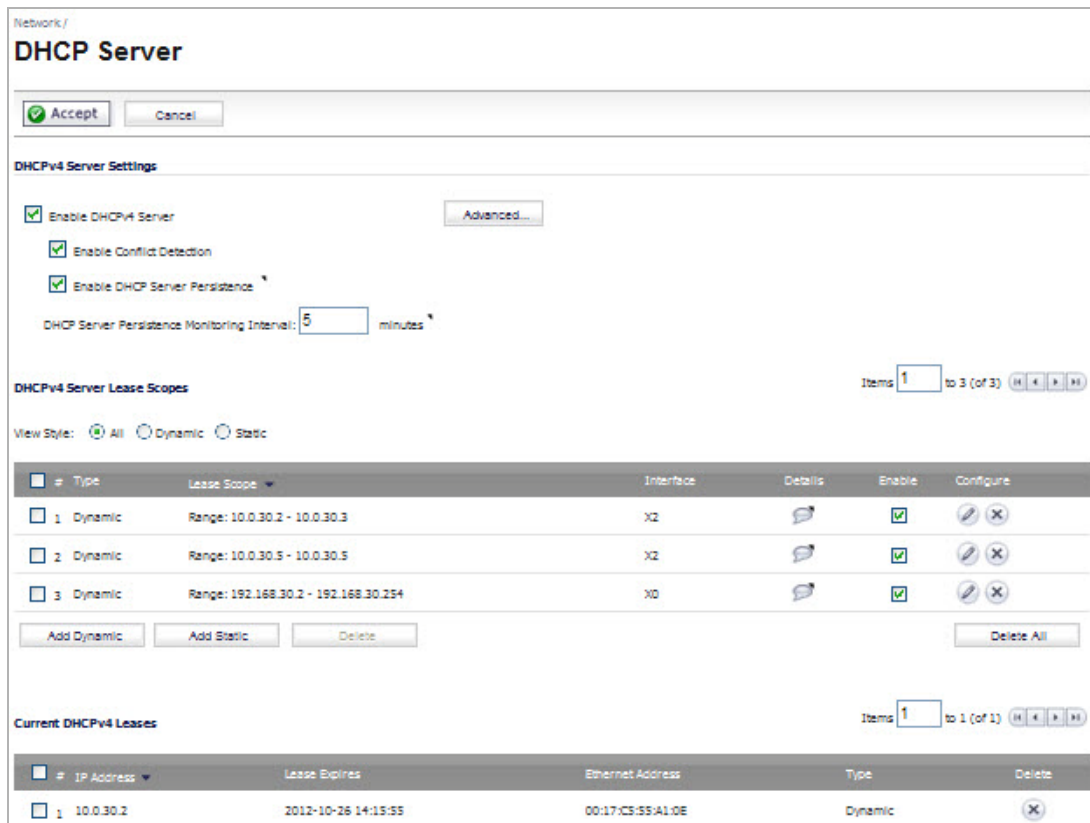 Network /
DHCP Server
Accept Cancel
DHCPv4 Server Settings
Enable DHCPv4 Server Advanced...
Enable Conflict Detection
Enable DHCP Server Persistence
DHCP Server Persistence Monitoring Interval: 5 minutes
DHCPv4 Server Lease Scopes Items 1 to 3 (of 3)
View Style: All Dynamic Static
# Type Lease Scope Interface Details Enable Configure
1 Dynamic Range: 10.0.30.2 - 10.0.30.3 X2
2 Dynamic Range: 10.0.30.5 - 10.0.30.5 X2
3 Dynamic Range: 192.168.30.2 - 192.168.30.254 X0
Add Dynamic Add Static Delete Delete All
Current DHCPv4 Leases Items 1 to 1 (of 1)
# IP Address Lease Expires Ethernet Address Type Delete
1 10.0.30.2 2012-10-26 14:15:55 00:17:C5:55:A1:0E Dynamic